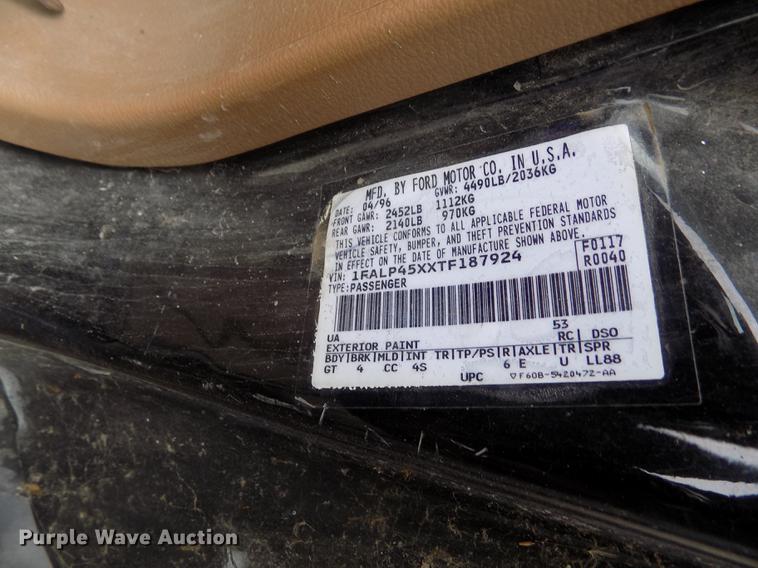 MFD. BY FORD MOTOR CO. IN U.S.A.
DATE: 04/96 GVWR: 4490LB/2036KG
FRONT GAWR: 2452LB 1112KG
REAR GAWR: 2140LB 970KG
THIS VEHICLE CONFORMS TO ALL APPLICABLE FEDERAL MOTOR
VEHICLE SAFETY, BUMPER, AND THEFT PREVENTION STANDARDS
IN EFFECT ON THE DATE OF MANUFACTURE SHOWN ABOVE.
VIN: 1FALP45XXTF187924 F0117
TYPE: PASSENGER R0040
UA 53
EXTERIOR PAINT RC| DSO
BDY|BRK|MLD|INT TR|TP/PS|R|AXLE|TR|SPR
GT 4 CC 4S 6 E U LL88
UPC ▽F60B-5420472-AA
Purple Wave Auction®